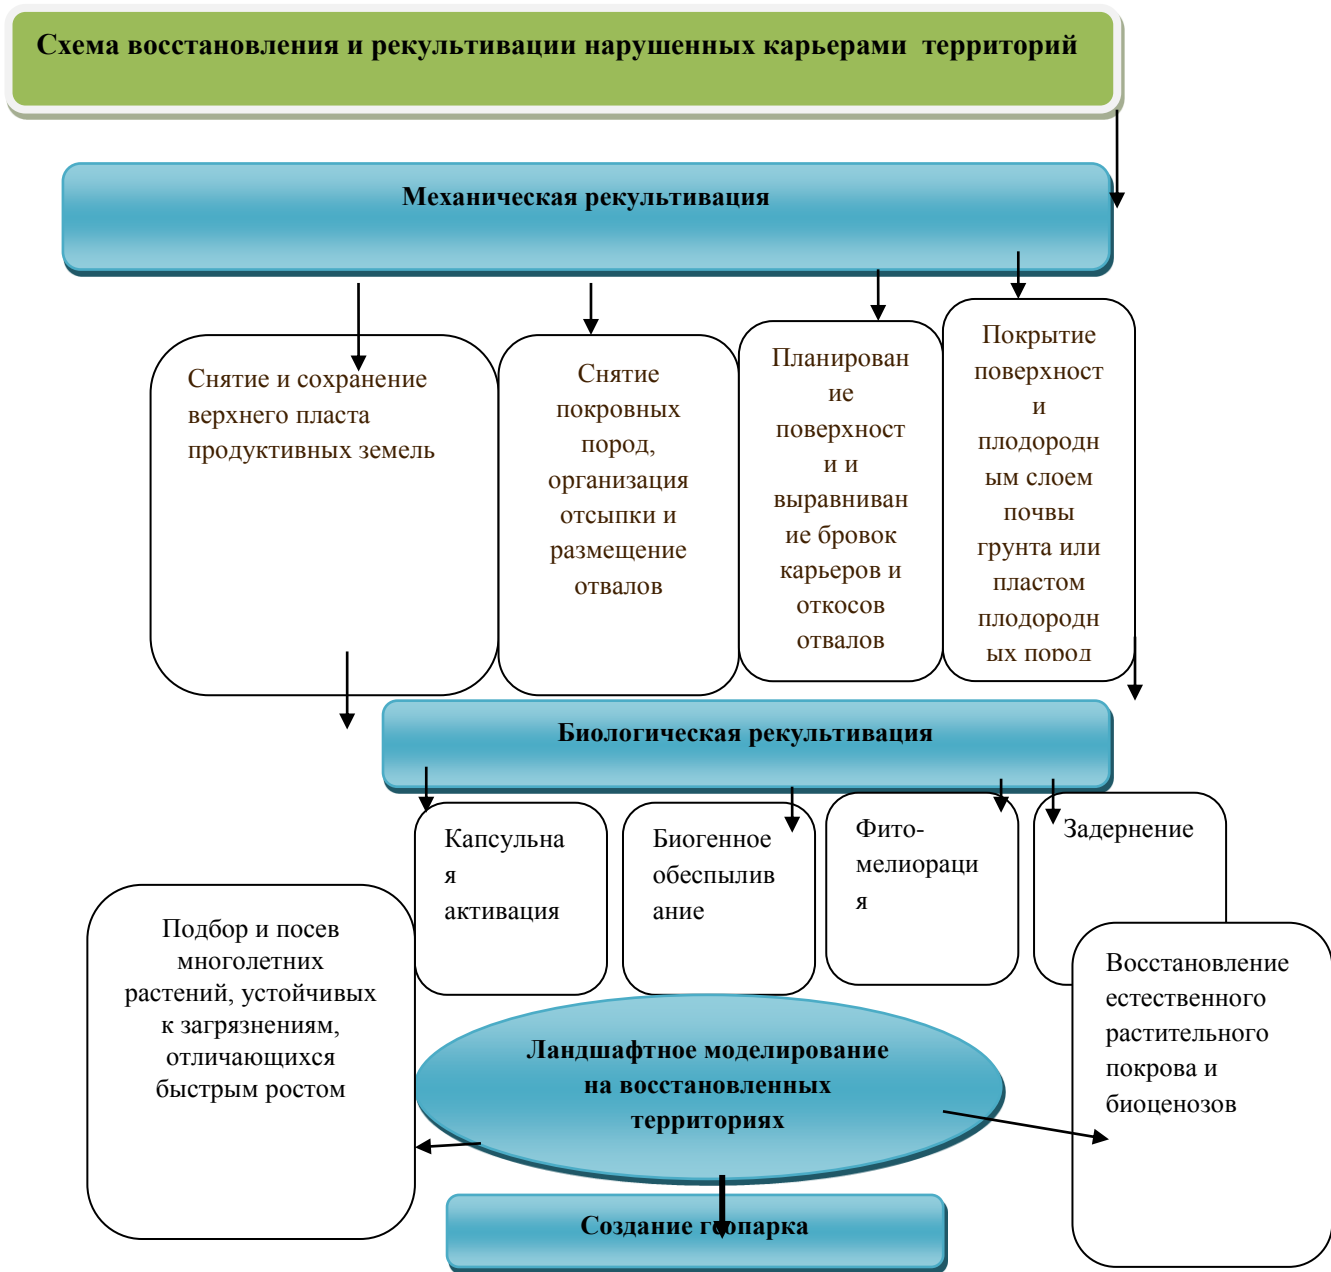 Схема восстановления и рекультивации нарушенных карьерами территорий
Механическая рекультивация
Снятие и сохранение
верхнего пласта
продуктивных земель
Снятие
покровных
пород,
организация
отсыпки и
размещение
отвалов
Планирован
ие
поверхност
и и
выравниван
ие бровок
карьеров и
откосов
отвалов
Покрытие
поверхност
и
плодородн
ым слоем
почвы
грунта или
пластом
плодородн
ых пород
Биологическая рекультивация
Капсульна
я
активация
Биогенное
обеспылив
ание
Фито-
мелиораци
я
Задернение
Подбор и посев
многолетних
растений, устойчивых
к загрязнениям,
отличающихся
быстрым ростом
Ландшафтное моделирование
на восстановленных
территориях
Восстановление
естественного
растительного
покрова и
биоценозов
Создание геопарка